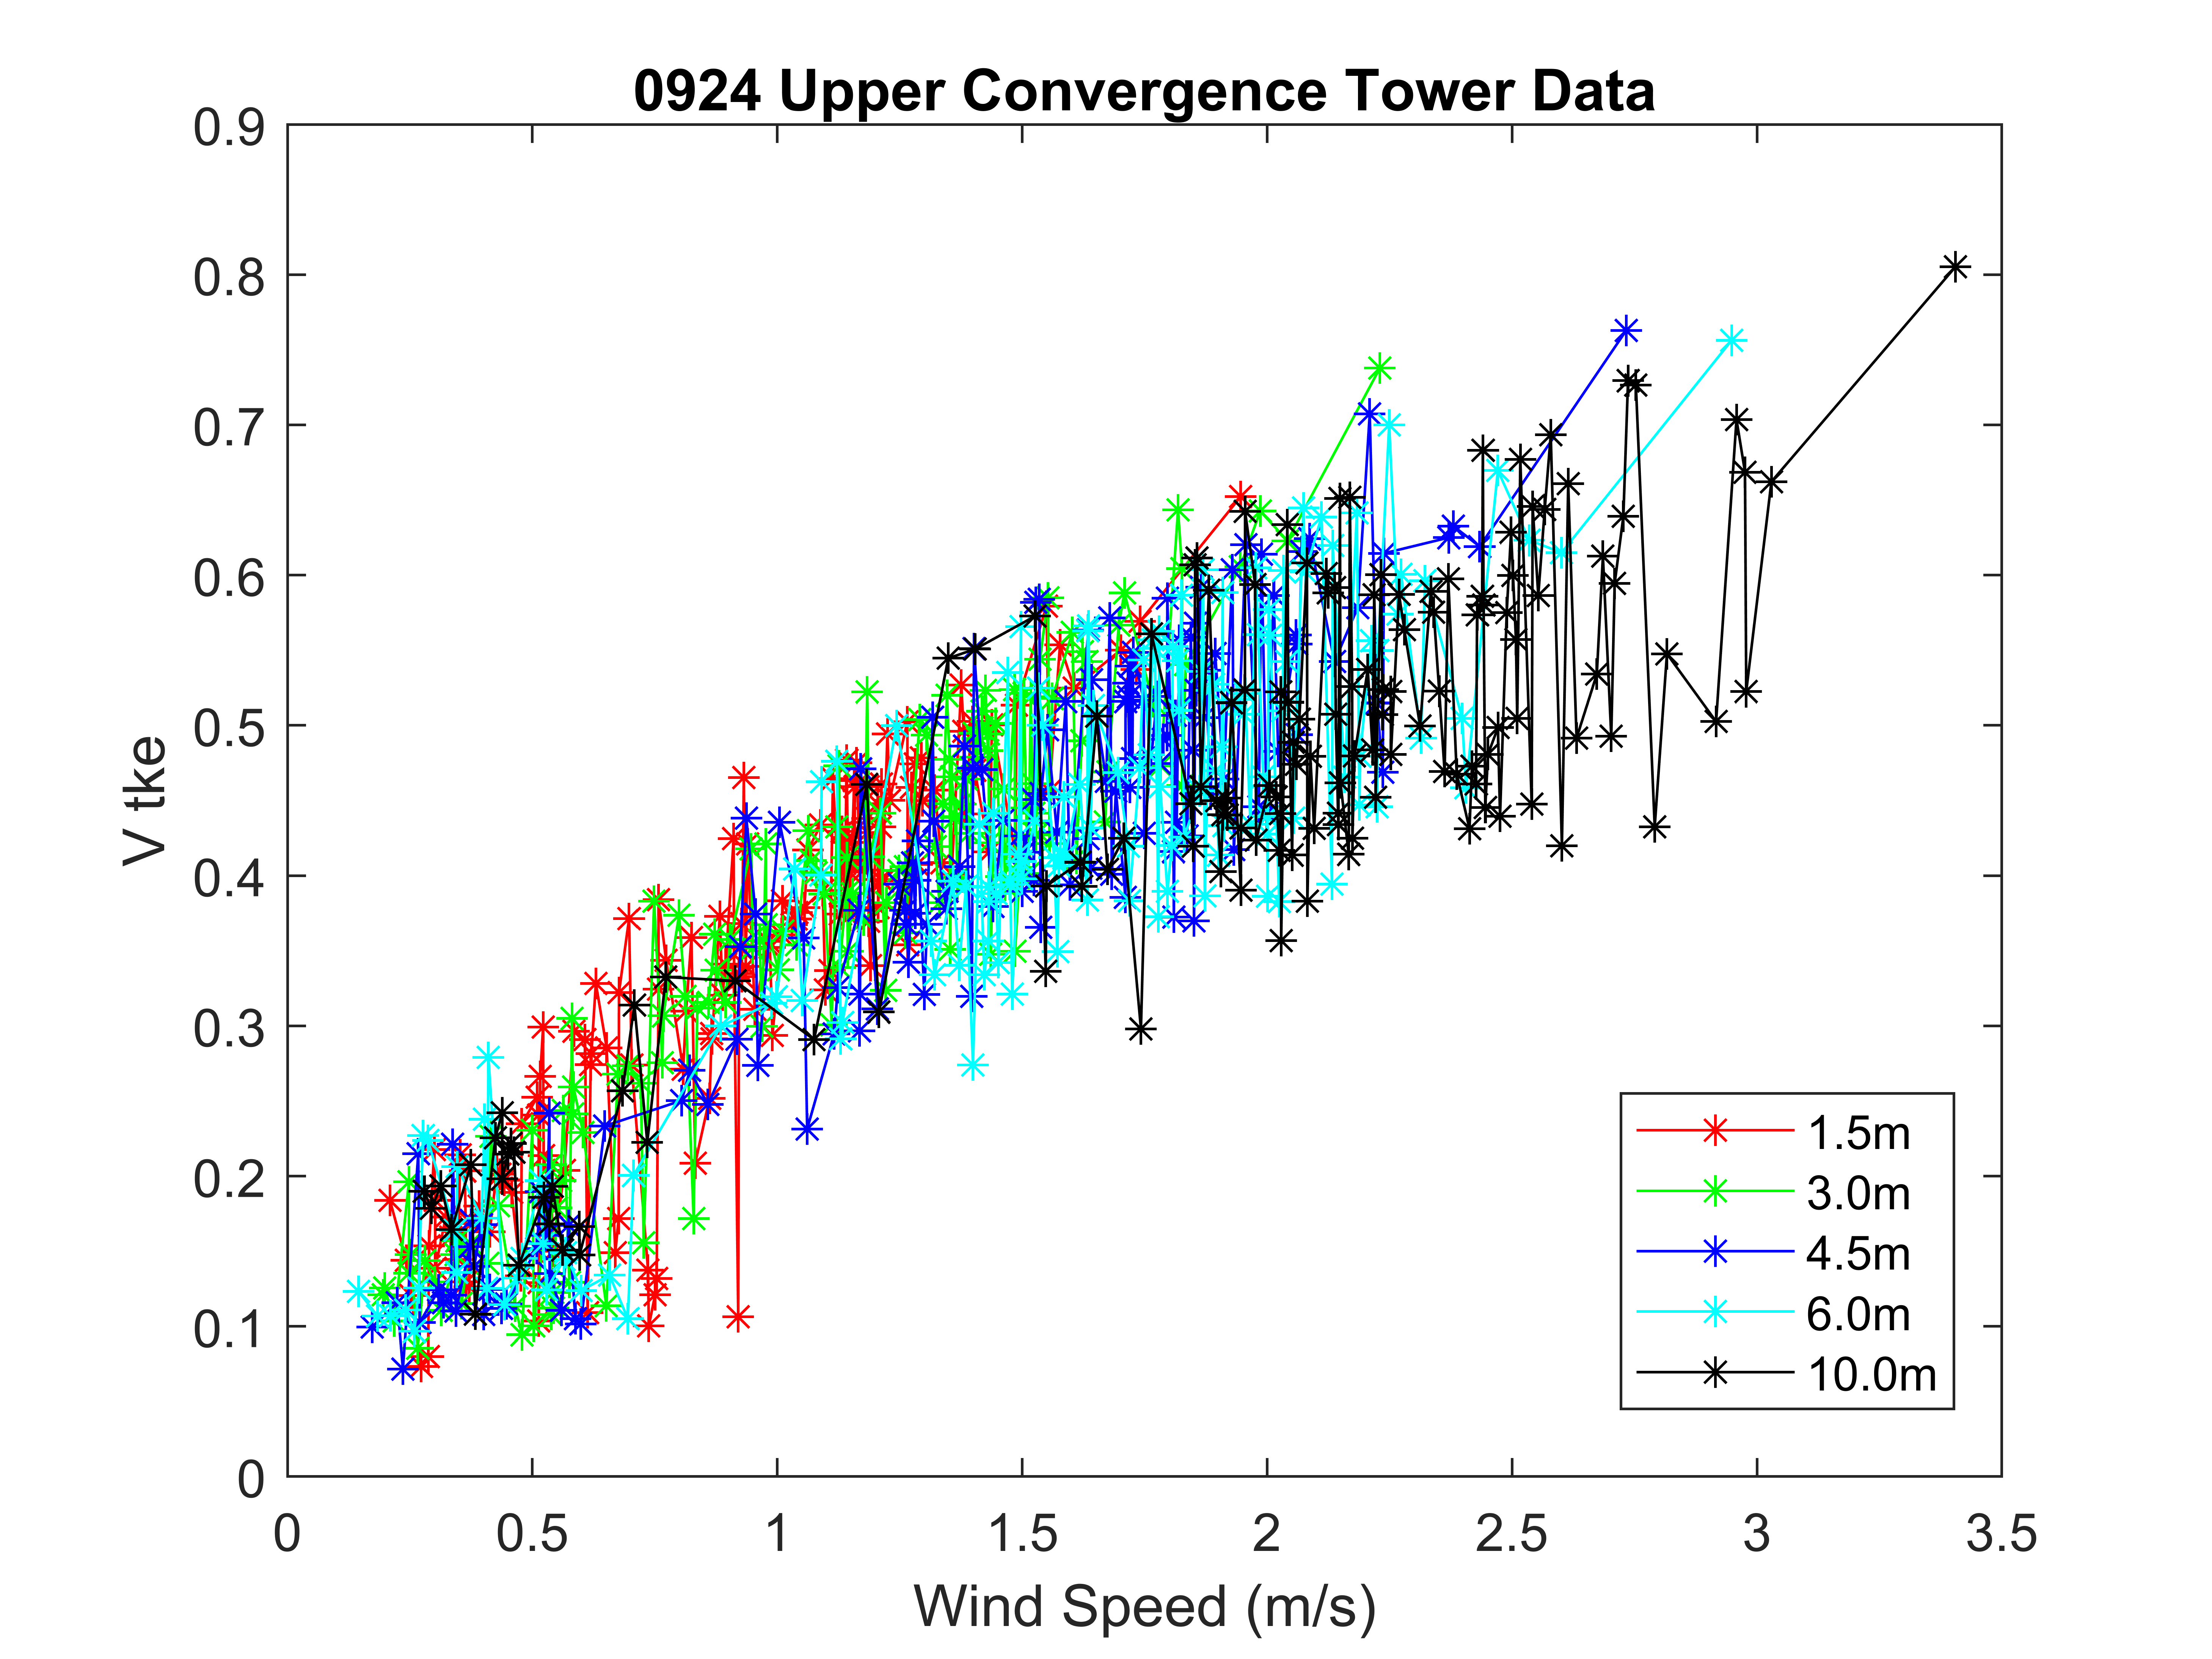 0924 Upper Convergence Tower Data
0.9
0.8
0.7
0.6
0.5
0.4
0.3
0.2
0.1
0
V tke
0 0.5 1 1.5 2 2.5 3 3.5
Wind Speed (m/s)
1.5m
3.0m
4.5m
6.0m
10.0m